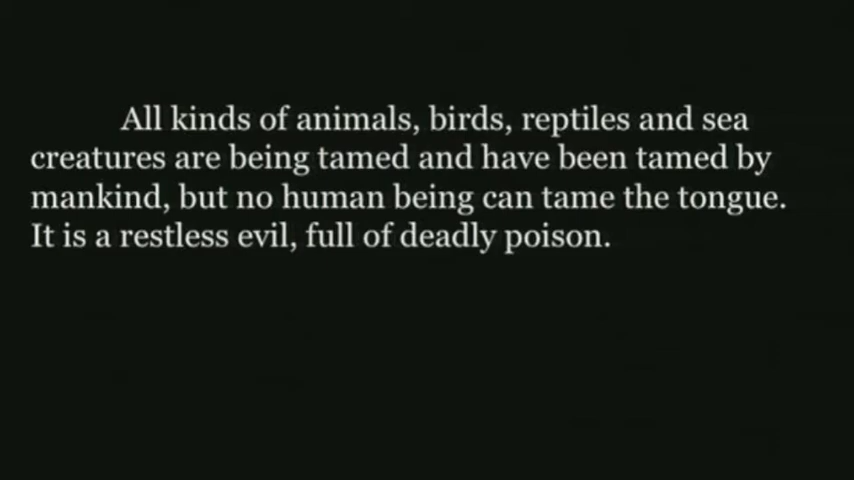 All kinds of animals, birds, reptiles and sea
creatures are being tamed and have been tamed by
mankind, but no human being can tame the tongue.
It is a restless evil, full of deadly poison.